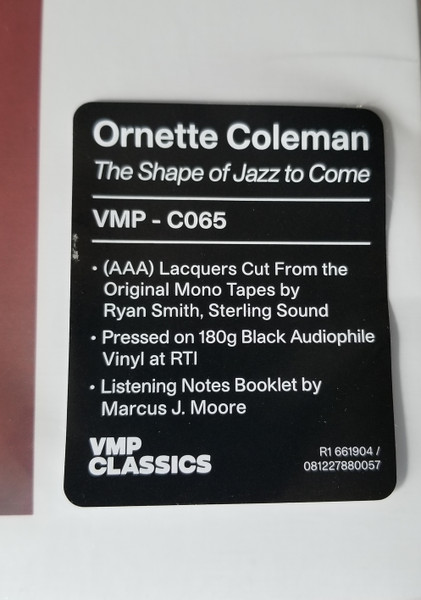 Ornette Coleman
The Shape of Jazz to Come
VMP - C065
• (AAA) Lacquers Cut From the
Original Mono Tapes by
Ryan Smith, Sterling Sound
• Pressed on 180g Black Audiophile
Vinyl at RTI
• Listening Notes Booklet by
Marcus J. Moore
VMP
CLASSICS
R1 661904 /
081227880057